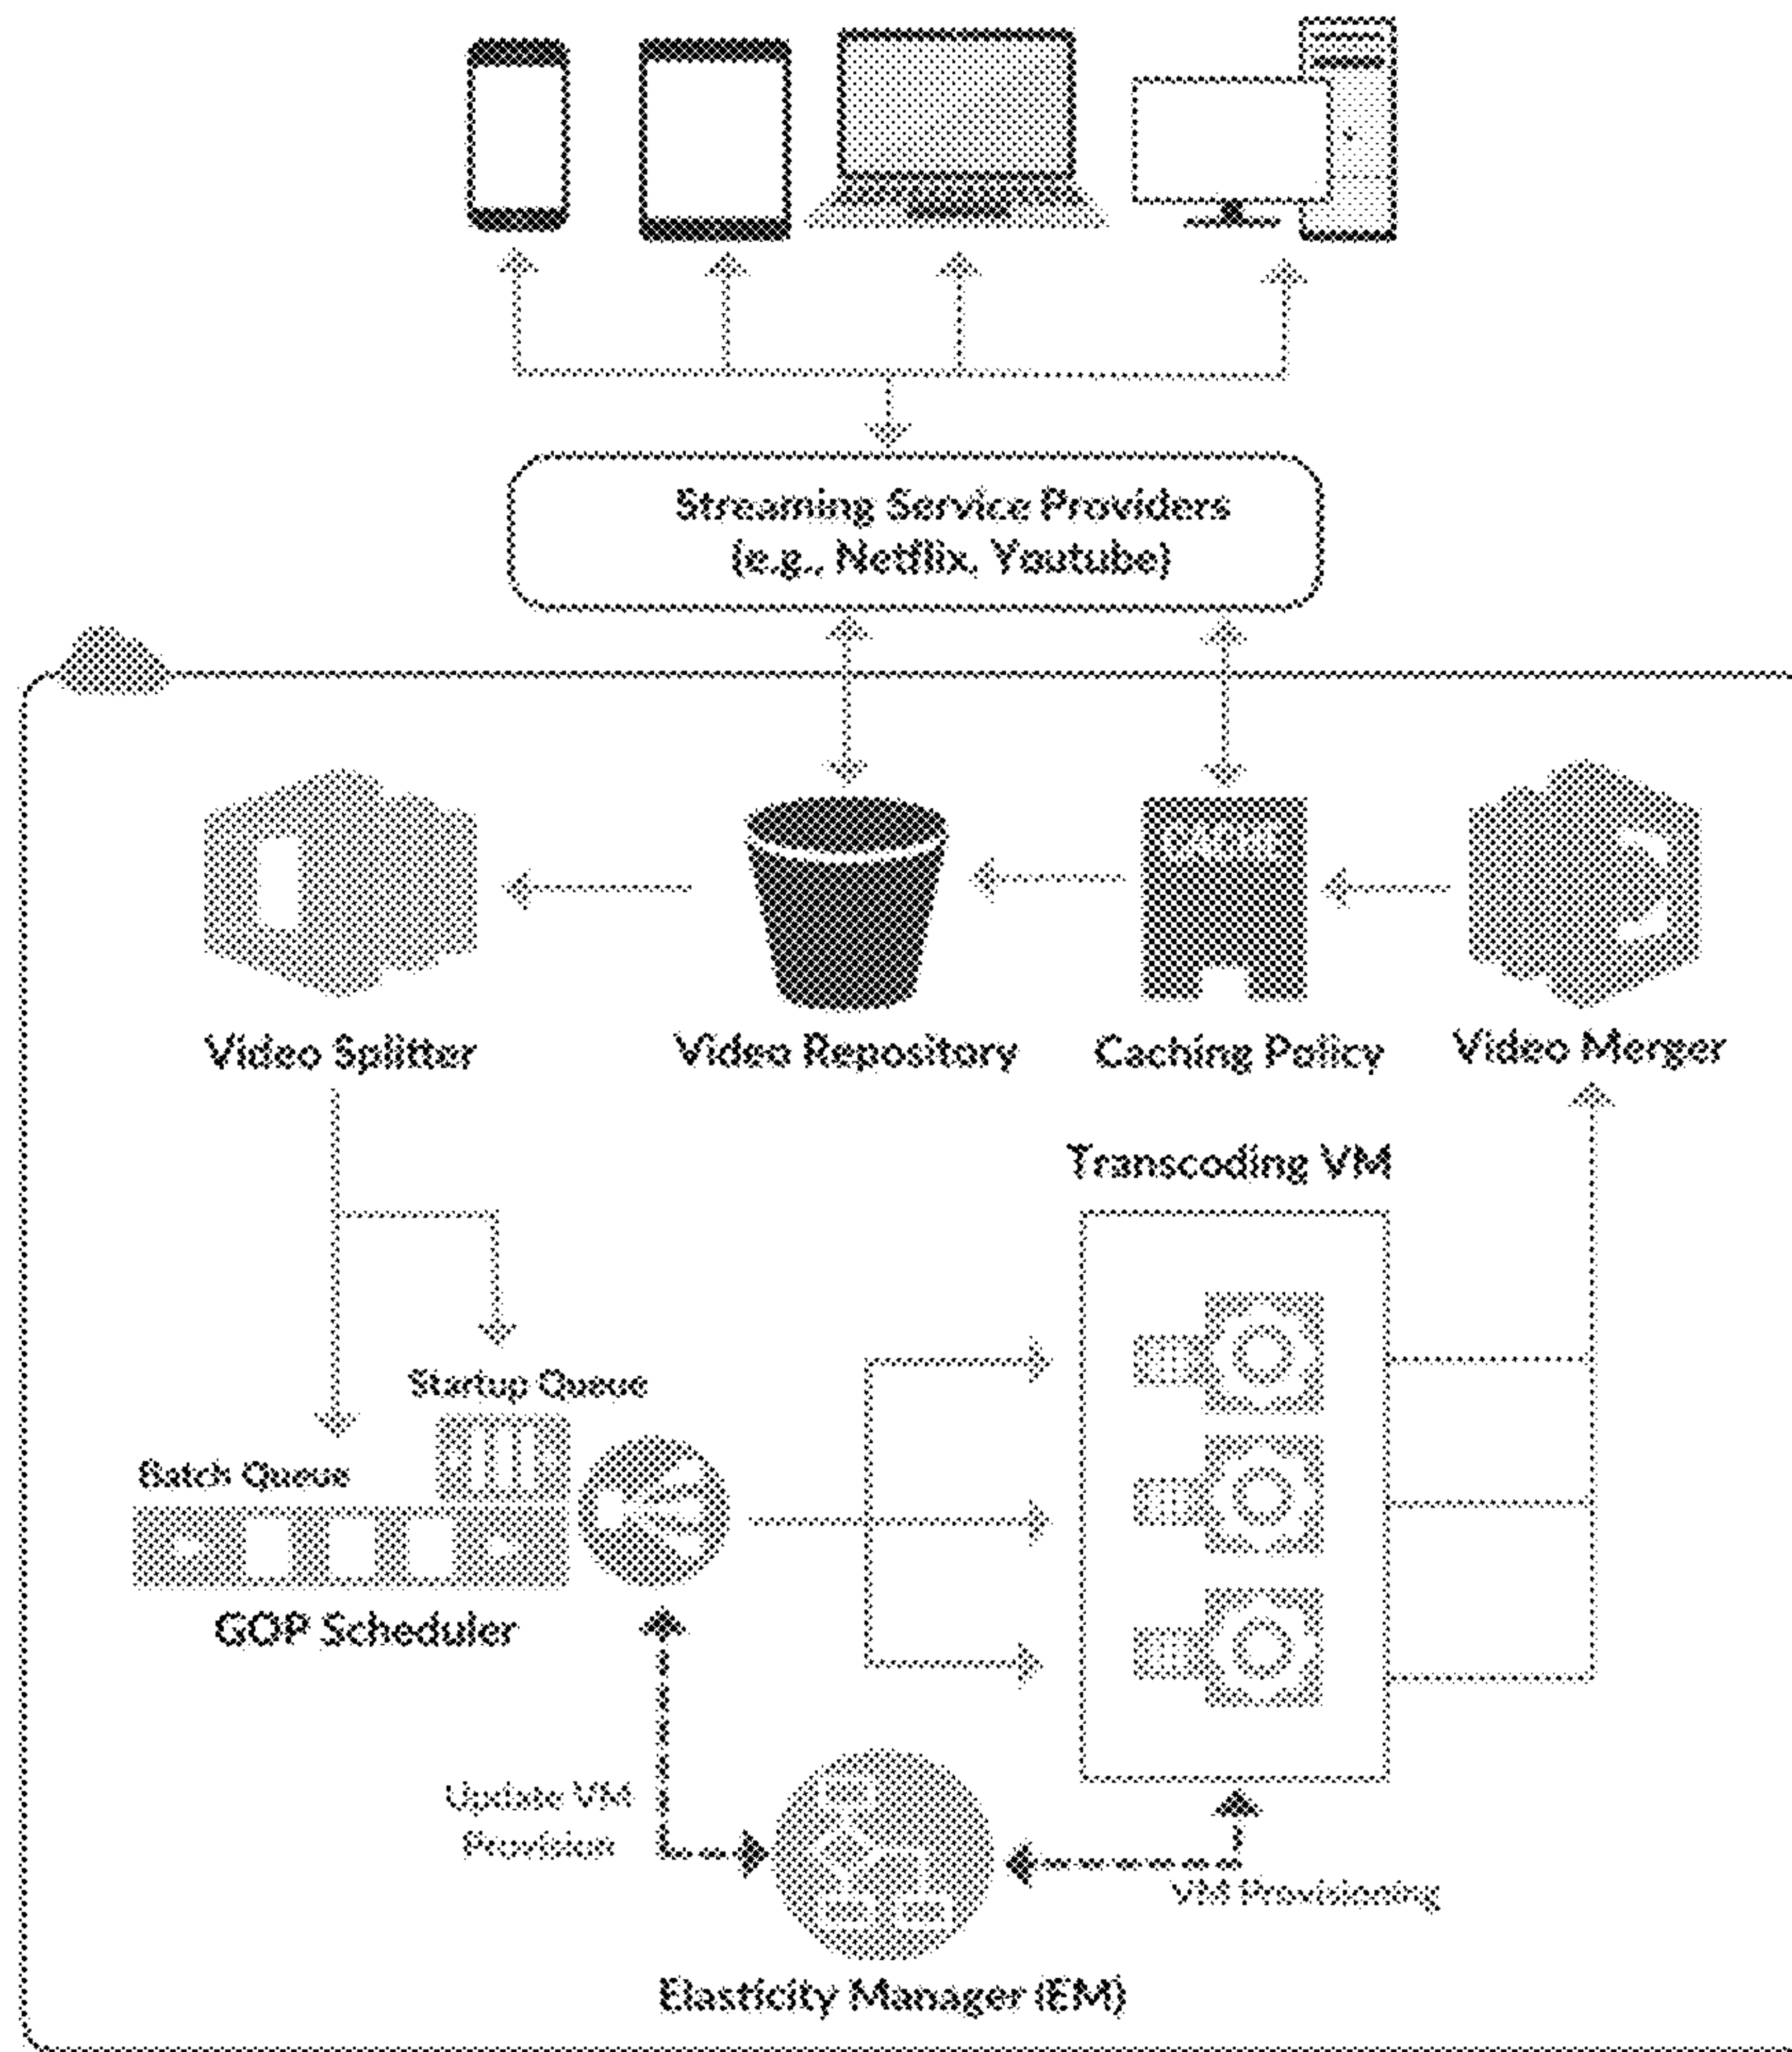 Streaming Service Providers
(e.g., Netflix, Youtube)
Video Splitter
Video Repository
Caching Policy
Video Merger
Transcoding VM
Startup Queue
Batch Queue
GOP Scheduler
Update VM
Provision
VM Provisioning
Elasticity Manager (EM)